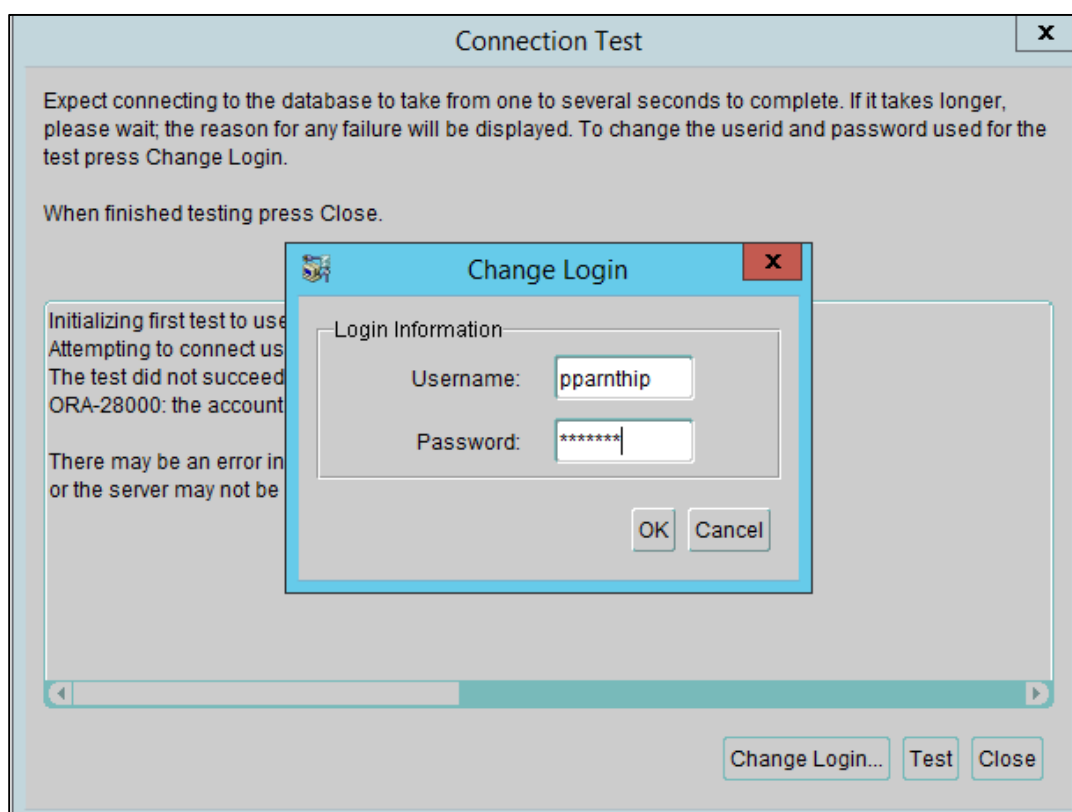 Connection Test
x
Expect connecting to the database to take from one to several seconds to complete. If it takes longer,
please wait; the reason for any failure will be displayed. To change the userid and password used for the
test press Change Login.
When finished testing press Close.
Change Login
x
Initializing first test to use
Attempting to connect us
The test did not succeed
ORA-28000: the account
There may be an error in
or the server may not be
Login Information
Username: pparnthip
Password: *******
OK Cancel
Change Login... Test Close